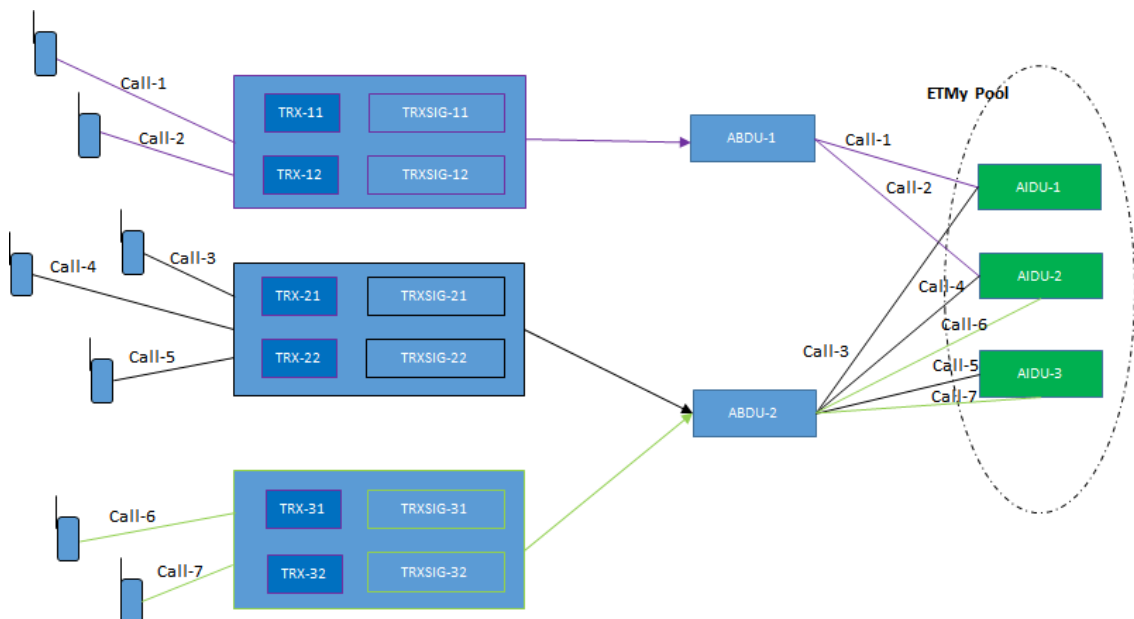 Call-1
Call-2
TRX-11
TRXSIG-11
TRX-12
TRXSIG-12
ABDU-1
Call-1
Call-2
ETMy Pool
AIDU-1
AIDU-2
AIDU-3
Call-3
Call-4
Call-5
TRX-21
TRXSIG-21
TRX-22
TRXSIG-22
ABDU-2
Call-4
Call-6
Call-3
Call-5
Call-7
Call-6
Call-7
TRX-31
TRXSIG-31
TRX-32
TRXSIG-32